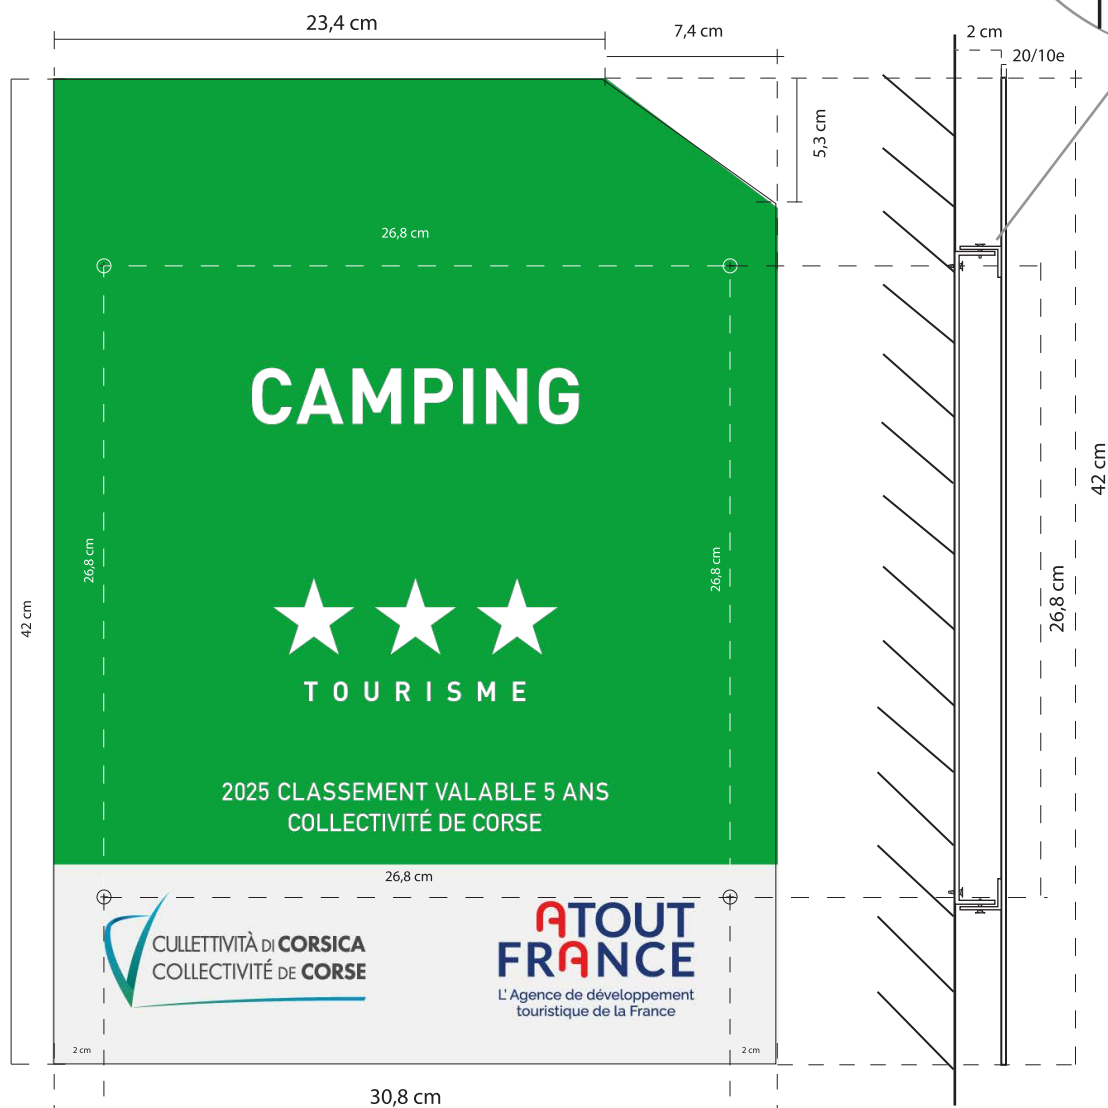 23,4 cm
7,4 cm
2 cm
20/10e
5,3 cm
26,8 cm
CAMPING
42 cm
26,8 cm
26,8 cm
26,8 cm
42 cm
TOURISME
2025 CLASSEMENT VALABLE 5 ANS
COLLECTIVITÉ DE CORSE
26,8 cm
CULLETTIVITÀ DI CORSICA
COLLECTIVITÉ DE CORSE
ATOUT
FRANCE
L'Agence de développement
touristique de la France
2 cm
2 cm
30,8 cm